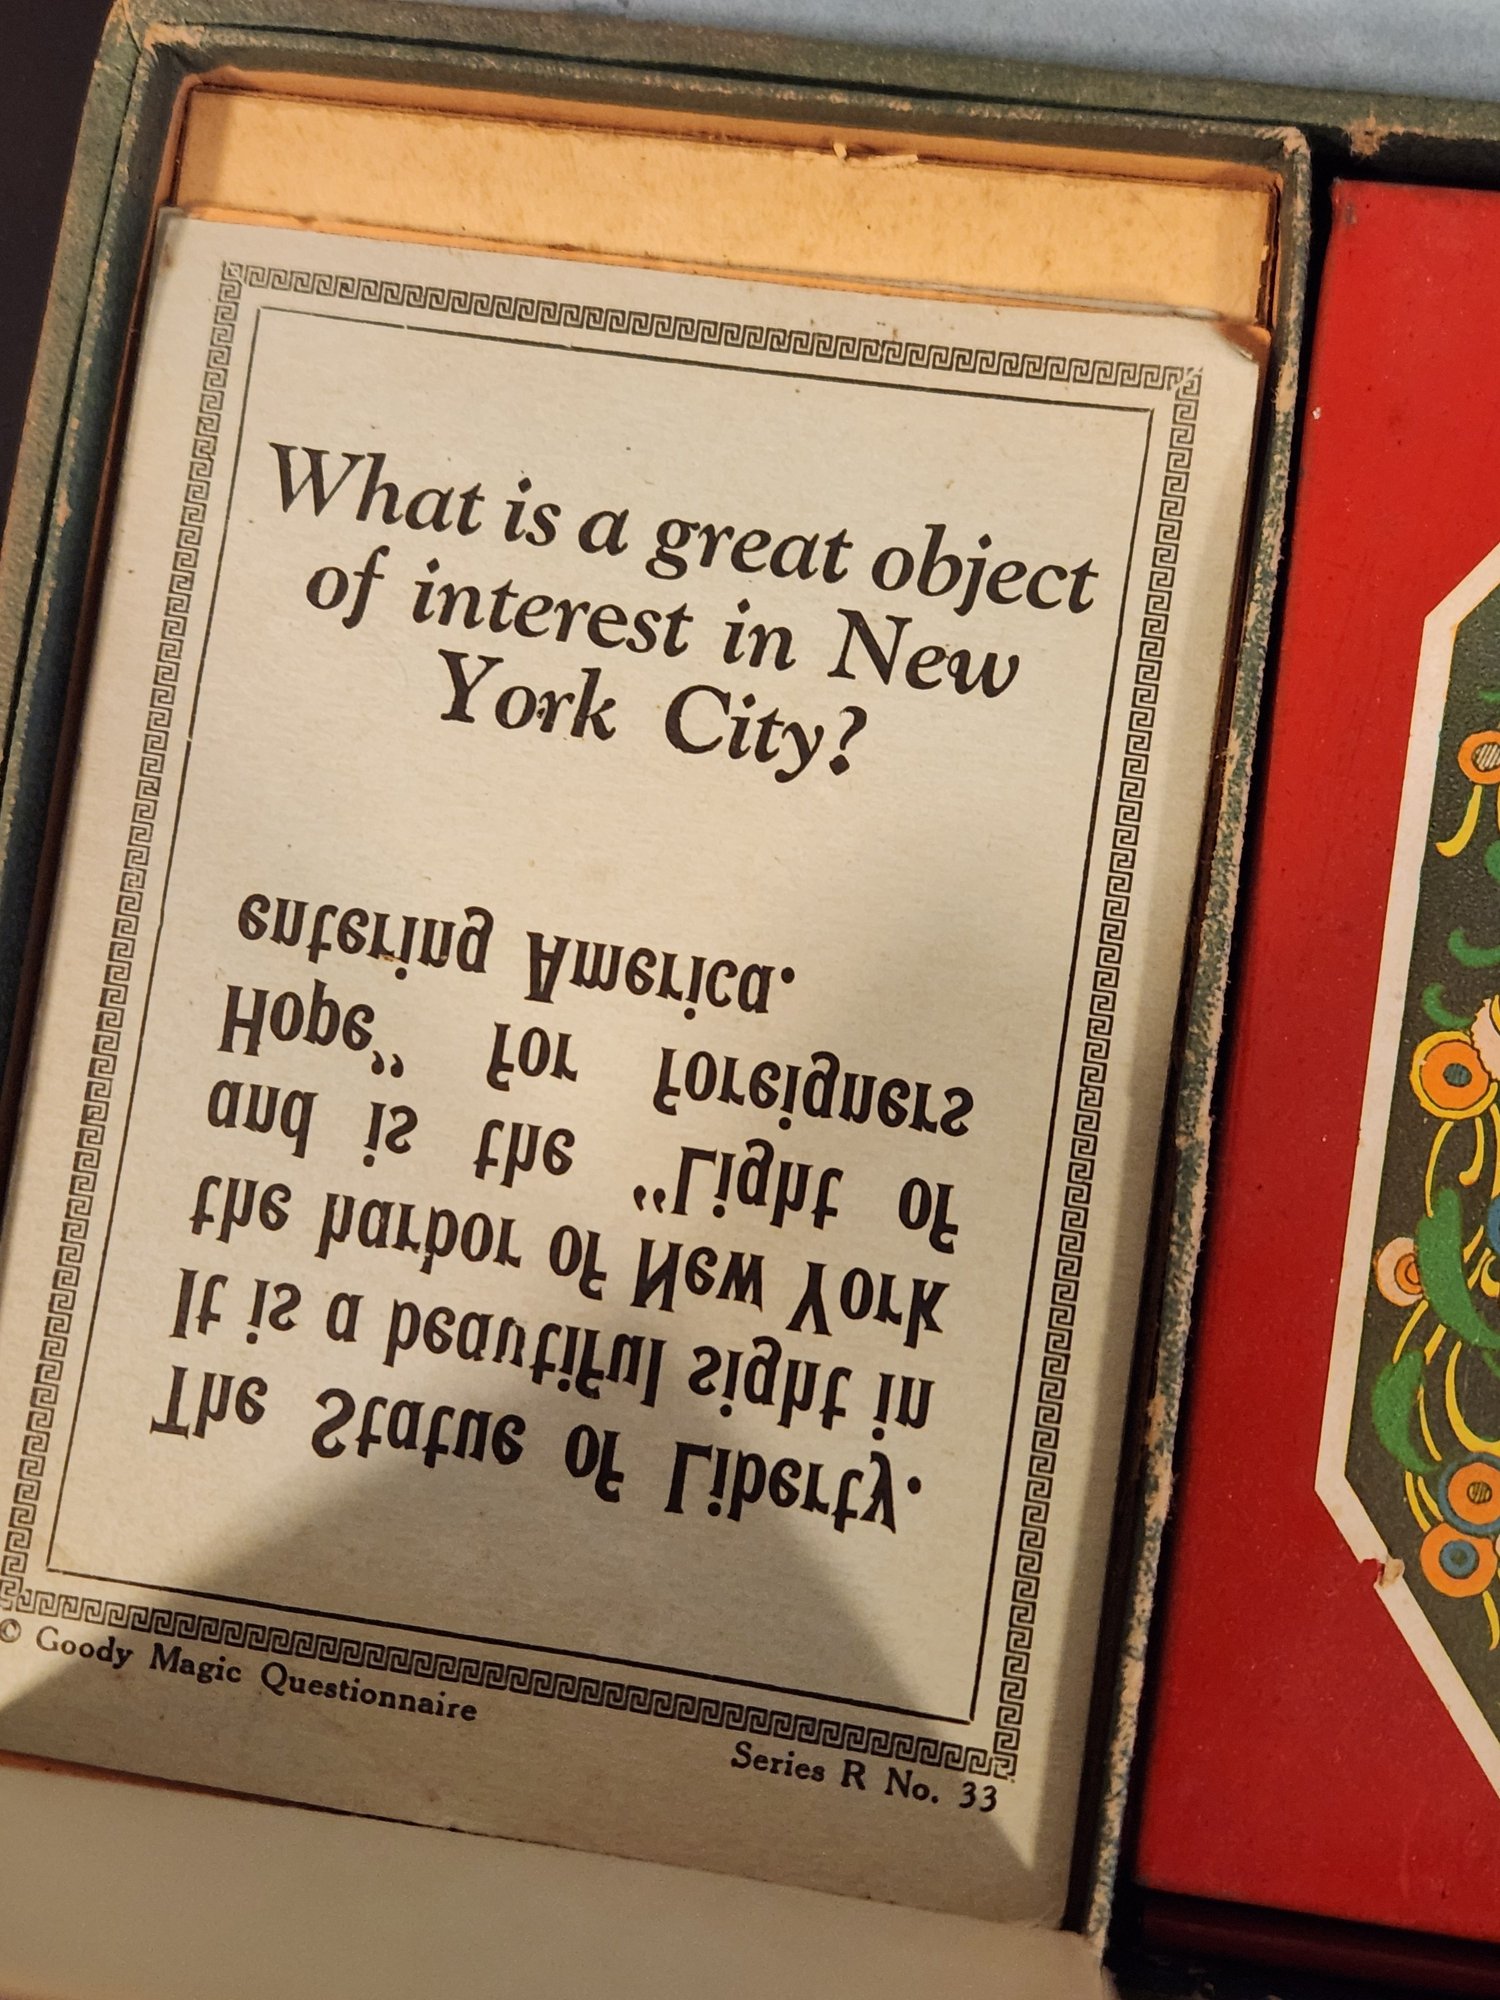 What is a great object
of interest in New
York City?
The Statue of Liberty.
It is a beautiful sight in
the harbor of New York
and is the "Light of
Hope" for foreigners
entering America.
© Goody Magic Questionnaire
Series R No. 33